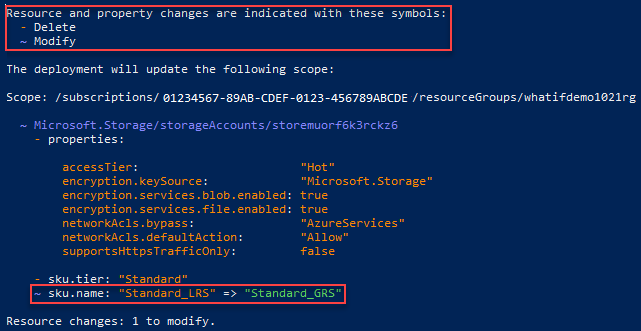 Resource and property changes are indicated with these symbols:
- Delete
~ Modify
The deployment will update the following scope:
Scope: /subscriptions/ 01234567-89AB-CDEF-0123-456789ABCDE /resourceGroups/whatifdemo1021rg
~ Microsoft.Storage/storageAccounts/storemuorf6k3rckz6
- properties:
accessTier: "Hot"
encryption.keySource: "Microsoft.Storage"
encryption.services.blob.enabled: true
encryption.services.file.enabled: true
networkAcls.bypass: "AzureServices"
networkAcls.defaultAction: "Allow"
supportsHttpsTrafficOnly: false
- sku.tier: "Standard"
~ sku.name: "Standard_LRS" => "Standard_GRS"
Resource changes: 1 to modify.